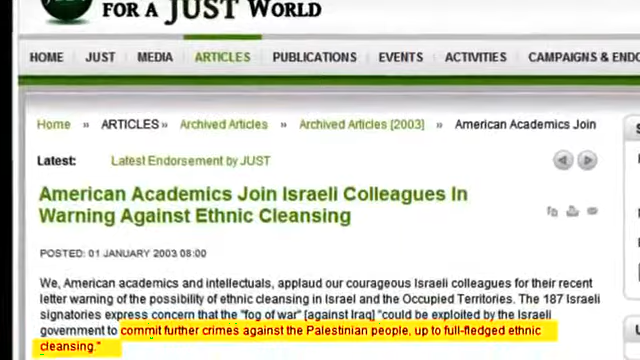 FOR A JUST WORLD
HOME JUST MEDIA ARTICLES PUBLICATIONS EVENTS ACTIVITIES CAMPAIGNS & ENDO
Home » ARTICLES » Archived Articles » Archived Articles [2003] » American Academics Join
Latest: Latest Endorsement by JUST
American Academics Join Israeli Colleagues In
Warning Against Ethnic Cleansing
POSTED: 01 JANUARY 2003 08:00
We, American academics and intellectuals, applaud our courageous Israeli colleagues for their recent
letter warning of the possibility of ethnic cleansing in Israel and the Occupied Territories. The 187 Israeli
signatories express concern that the "fog of war" [against Iraq] "could be exploited by the Israeli
government to commit further crimes against the Palestinian people, up to full-fledged ethnic
cleansing."